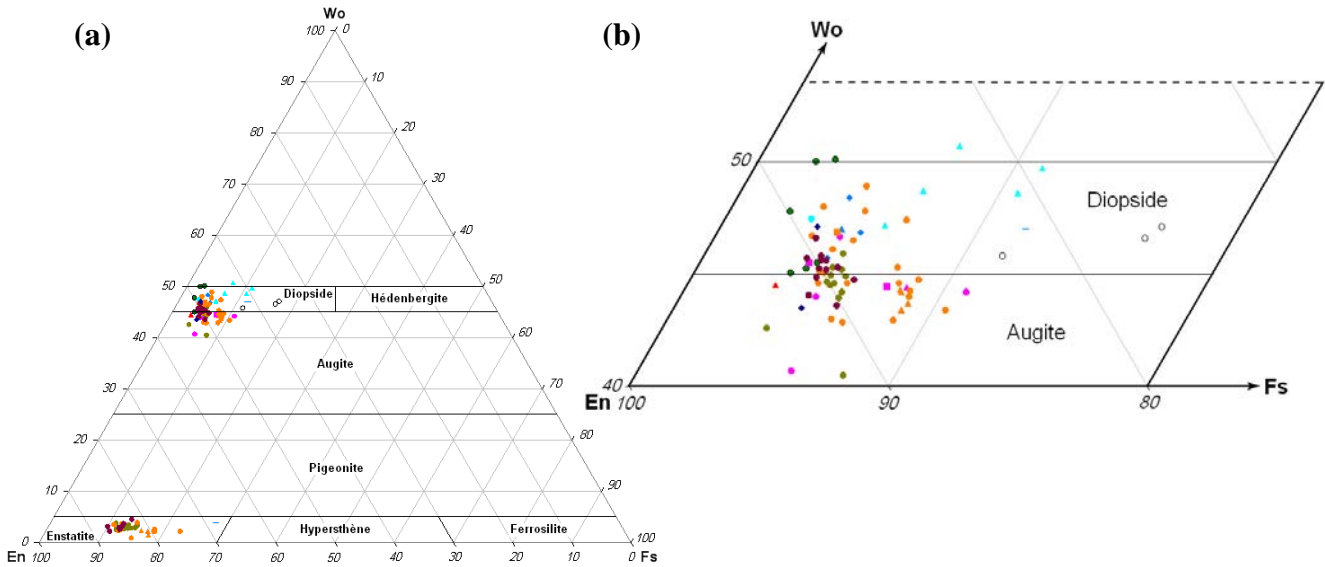 (a)
Wo
100 0
90 10
80 20
70 30
60 40
50 50
Diopside Hédenbergite
40 60
Augite
30 70
20 80
Pigeonite
10 90
Enstatite Hypersthène Ferrosilite
0 100
En 100 90 80 70 60 50 40 30 20 10 0 Fs
(b)
Wo
50
Diopside
Augite
40
En 100 90 80 Fs